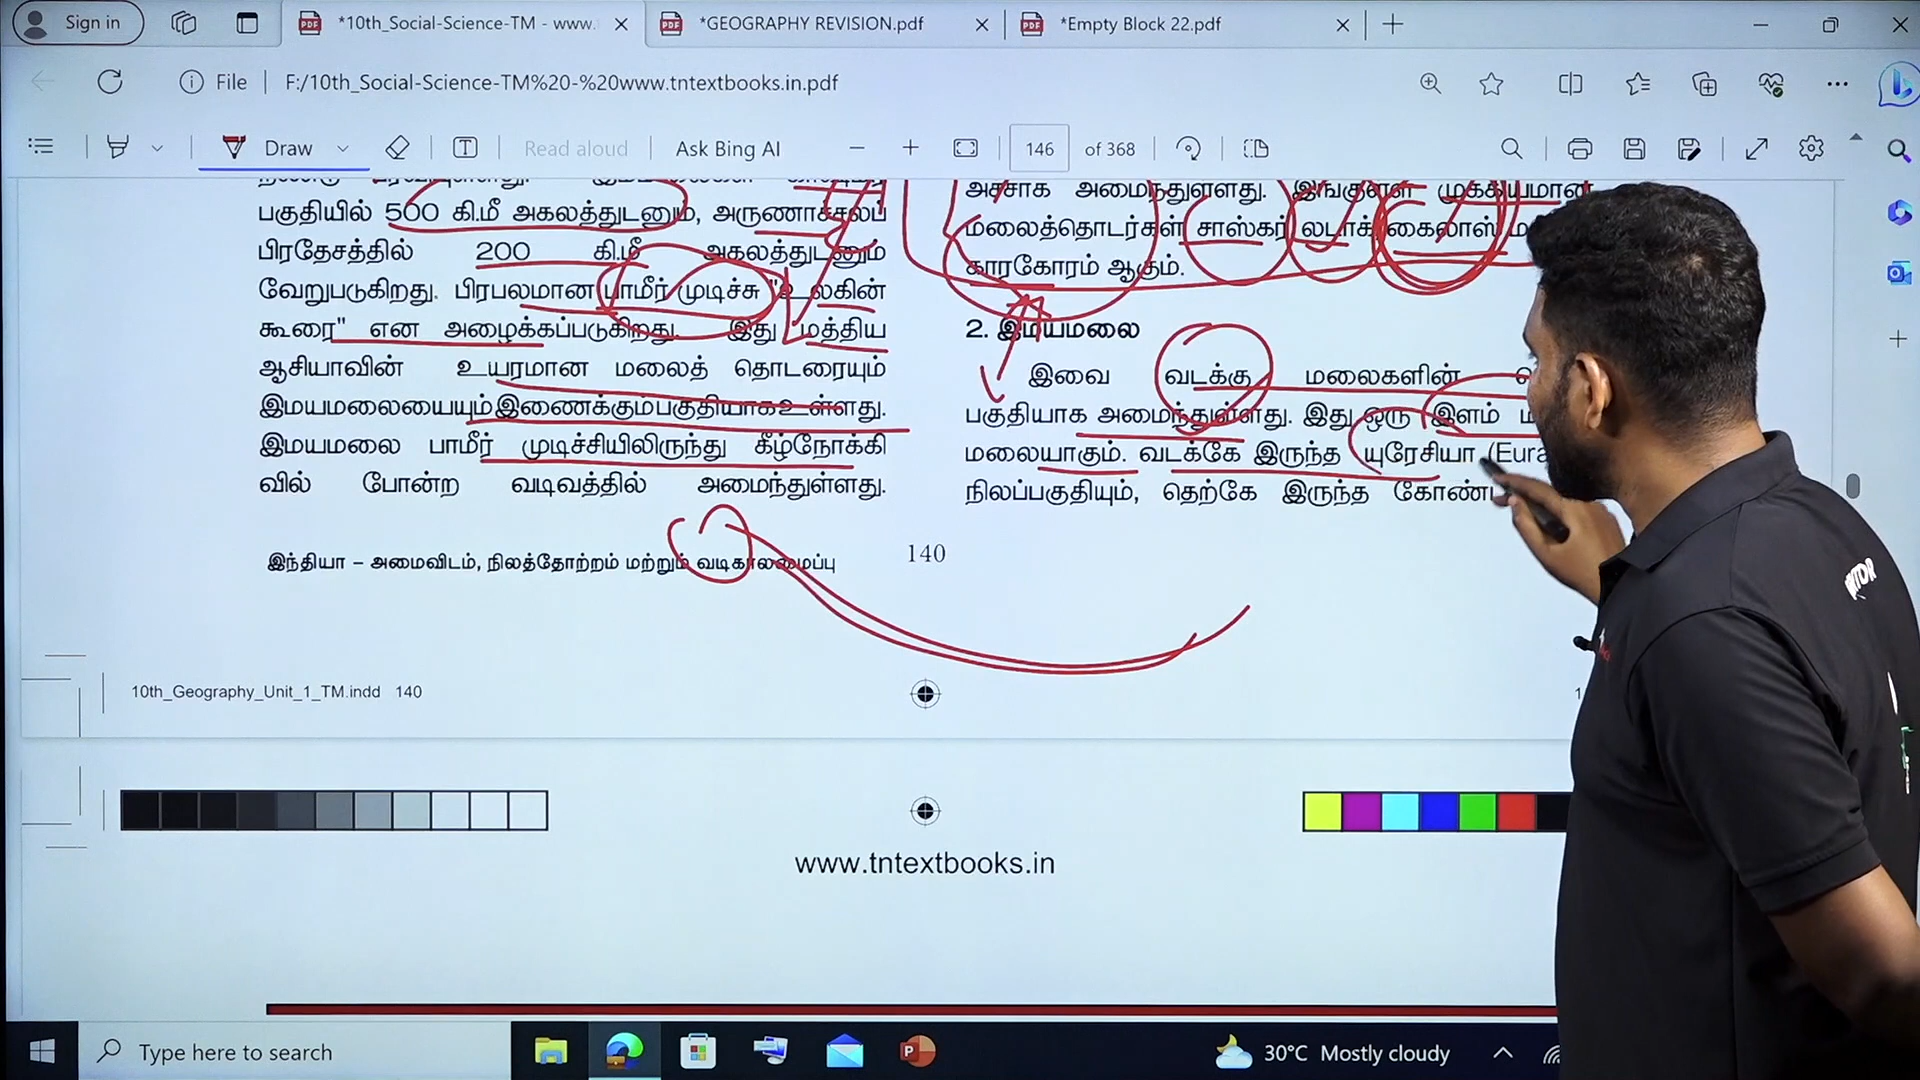 Sign in
*10th_Social-Science-TM - www.
*GEOGRAPHY REVISION.pdf
*Empty Block 22.pdf
File
F:/10th_Social-Science-TM%20-%20www.tntextbooks.in.pdf
Draw
Read aloud
Ask Bing AI
146 of 368
பகுதியில் 500 கி.மீ அகலத்துடனும், அருணாச்சலப்
பிரதேசத்தில் 200 கி.மீ அகலத்துடனும்
வேறுபடுகிறது. பிரபலமான பாமீர் முடிச்சு "உலகின்
கூரை" என அழைக்கப்படுகிறது. இது மத்திய
ஆசியாவின் உயரமான மலைத் தொடரையும்
இமயமலையையும் இணைக்கும் பகுதியாக உள்ளது.
இமயமலை பாமீர் முடிச்சியிலிருந்து கீழ்நோக்கி
வில் போன்ற வடிவத்தில் அமைந்துள்ளது.
அச்சாக அமைந்துள்ளது. இங்குள்ள முக்கியமான
மலைத்தொடர்கள் சாஸ்கர் லடாக் கைலாஸ்
காரகோரம் ஆகும்.
2. இமயமலை
இவை வடக்கு மலைகளின்
பகுதியாக அமைந்துள்ளது. இது ஒரு இளம்
மலையாகும். வடக்கே இருந்த யுரேசியா (Eura
நிலப்பகுதியும், தெற்கே இருந்த
இந்தியா – அமைவிடம், நிலத்தோற்றம் மற்றும் வடிகாலமைப்பு
140
10th_Geography_Unit_1_TM.indd 140
www.tntextbooks.in
Type here to search
30°C Mostly cloudy